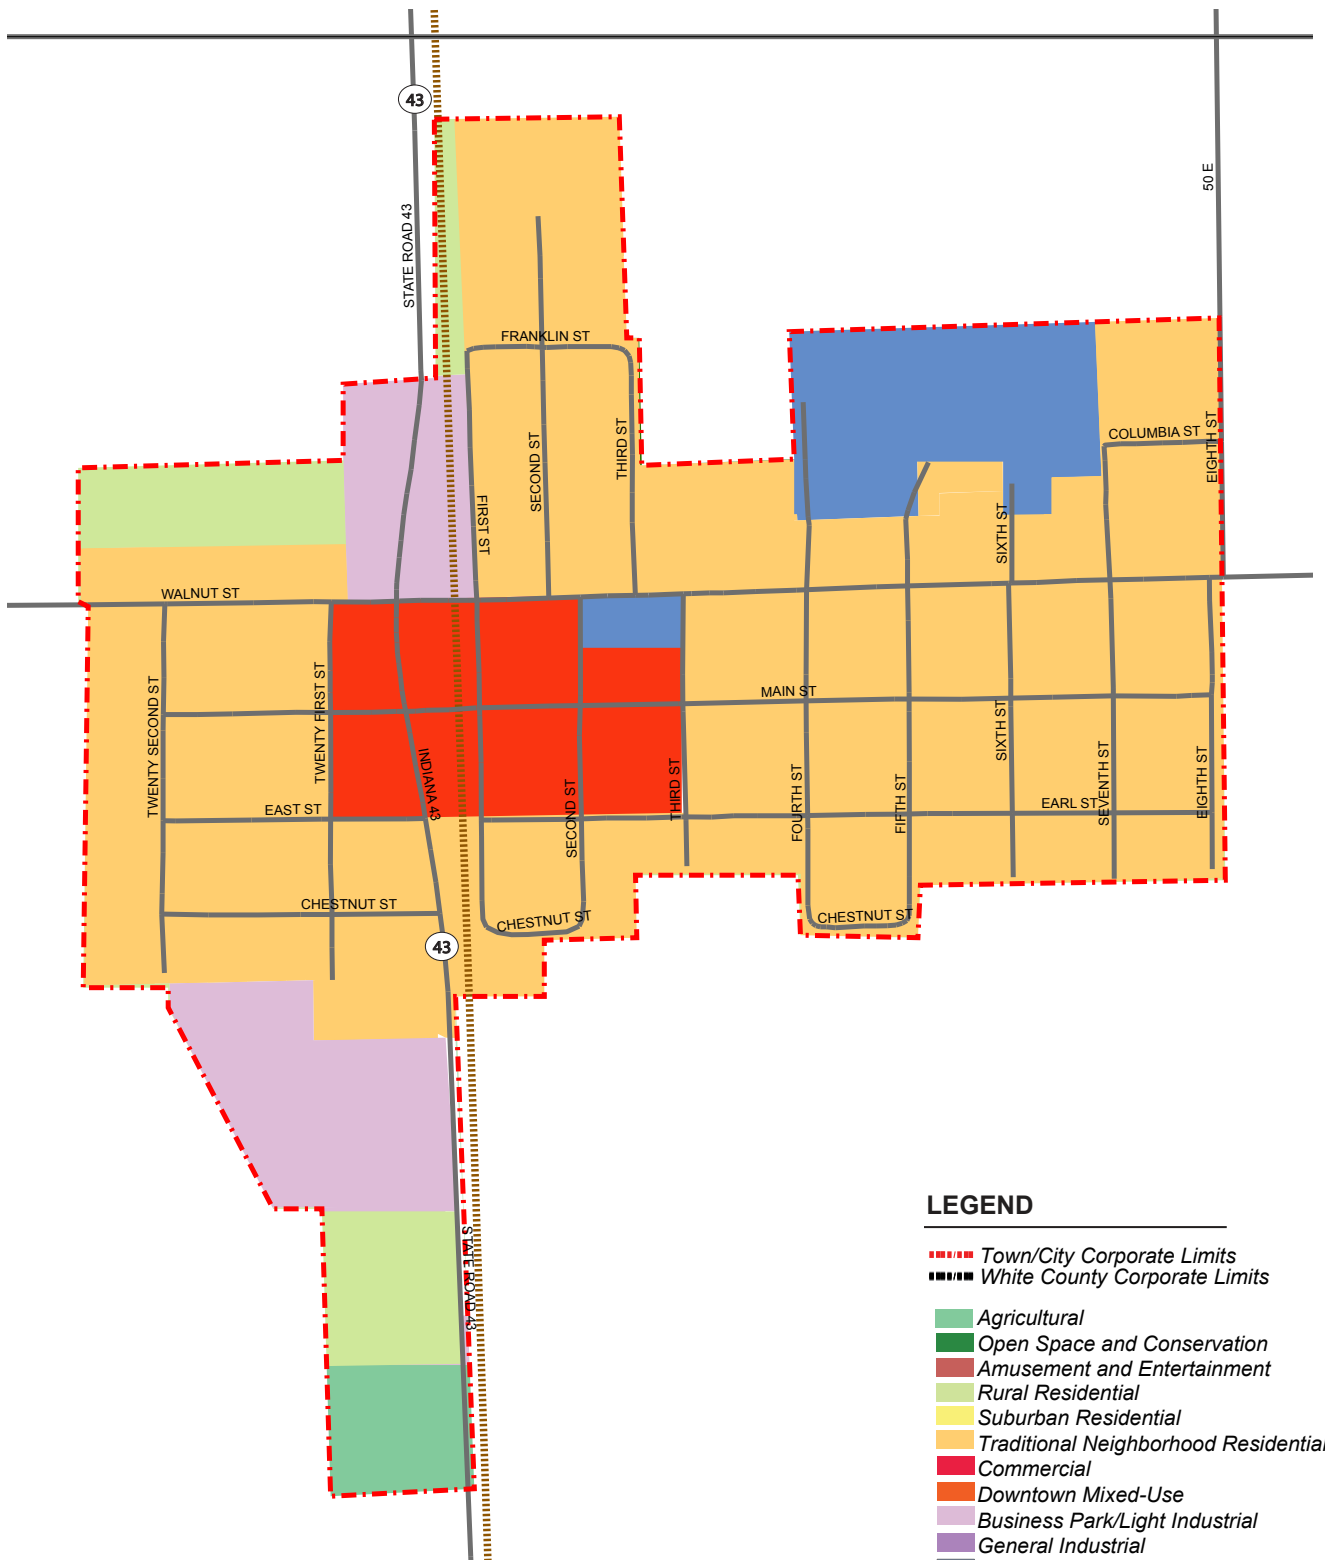 43
50 E
STATE ROAD 43
FRANKLIN ST
COLUMBIA ST
EIGHTH ST
THIRD ST
SECOND ST
FIRST ST
SIXTH ST
WALNUT ST
MAIN ST
TWENTY SECOND ST
TWENTY FIRST ST
INDIANA 43
SIXTH ST
SEVENTH ST
EIGHTH ST
THIRD ST
FOURTH ST
FIFTH ST
SECOND ST
EAST ST
EARL ST
CHESTNUT ST
CHESTNUT ST
CHESTNUT ST
43
STATE ROAD 43
LEGEND
Town/City Corporate Limits
White County Corporate Limits
Agricultural
Open Space and Conservation
Amusement and Entertainment
Rural Residential
Suburban Residential
Traditional Neighborhood Residential
Commercial
Downtown Mixed-Use
Business Park/Light Industrial
General Industrial